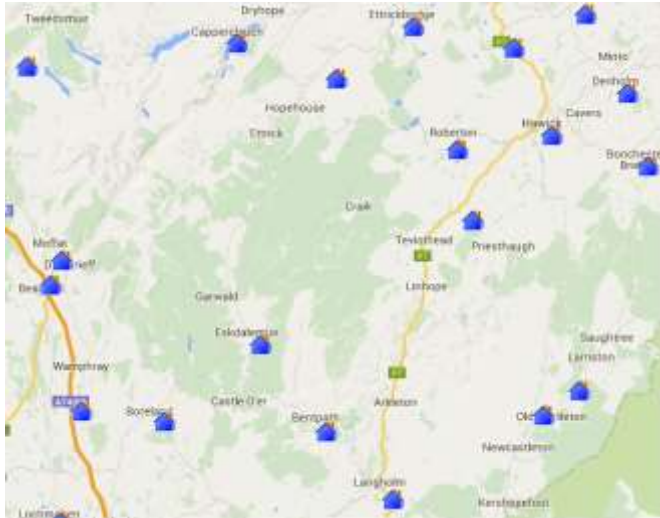 Tweedsmuir
Dryhope
Ettrickbridge
Cappercleuch
Minto
Denholm
Hopehouse
Cavers
Ettrick
Roberton
Hawick
Craik
Teviothead
Priesthaugh
Moffat
Linhope
Garwald
Eskdalemuir
Saughtree
Larriston
Wamphray
Castle O'er
Arkleton
Boreland
Bentpath
Newcastleton
Langholm
Kershopefoot